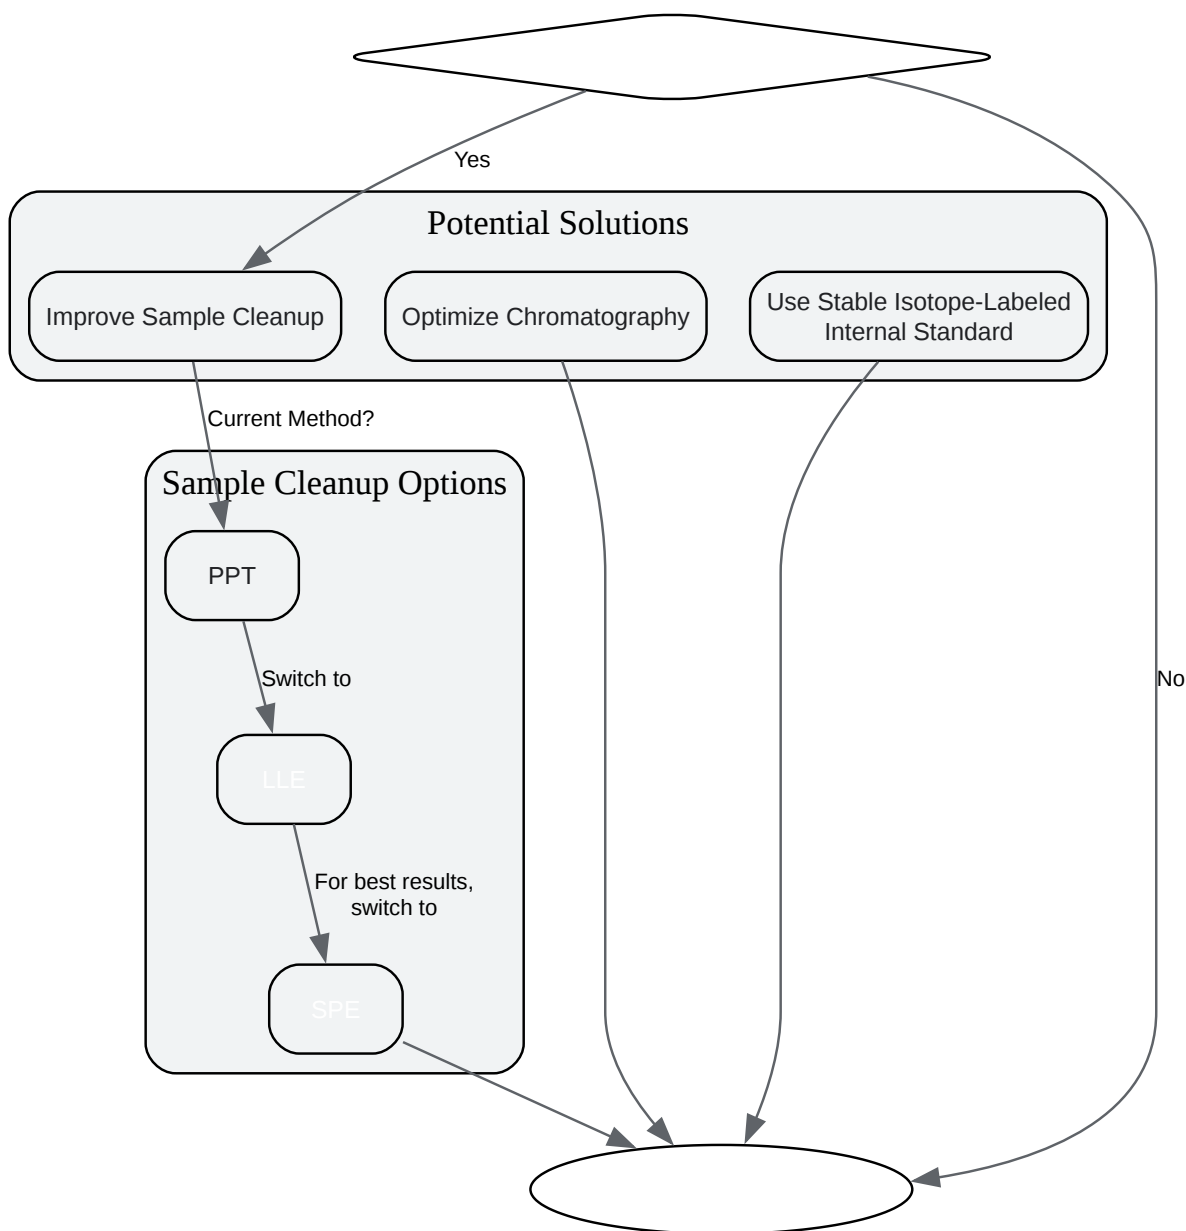 Yes
Potential Solutions
Improve Sample Cleanup
Optimize Chromatography
Use Stable Isotope-Labeled
Internal Standard
Current Method?
Sample Cleanup Options
PPT
Switch to
No
LLE
For best results,
switch to
SPE